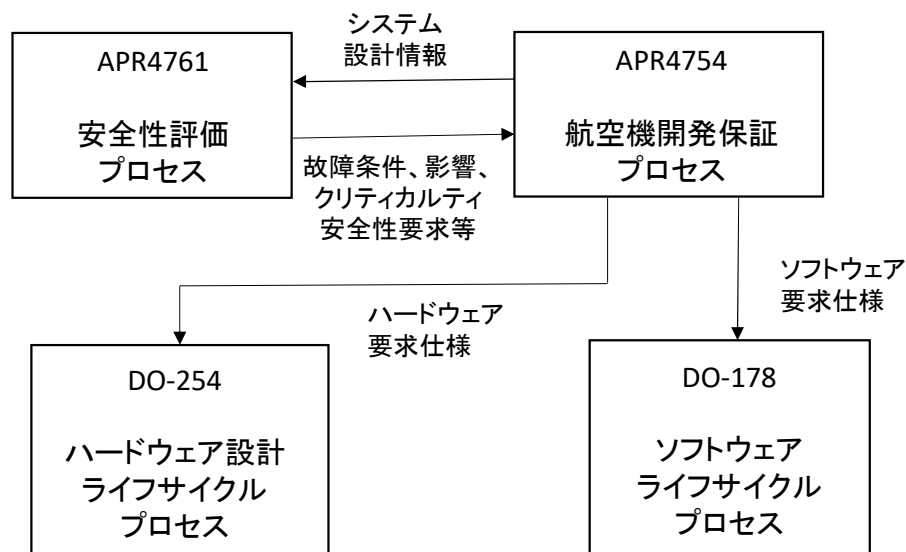 システム
設計情報
APR4761
安全性評価
プロセス
APR4754
航空機開発保証
プロセス
故障条件、影響、
クリティカルティ
安全性要求等
ソフトウェア
要求仕様
ハードウェア
要求仕様
DO-254
ハードウェア設計
ライフサイクル
プロセス
DO-178
ソフトウェア
ライフサイクル
プロセス